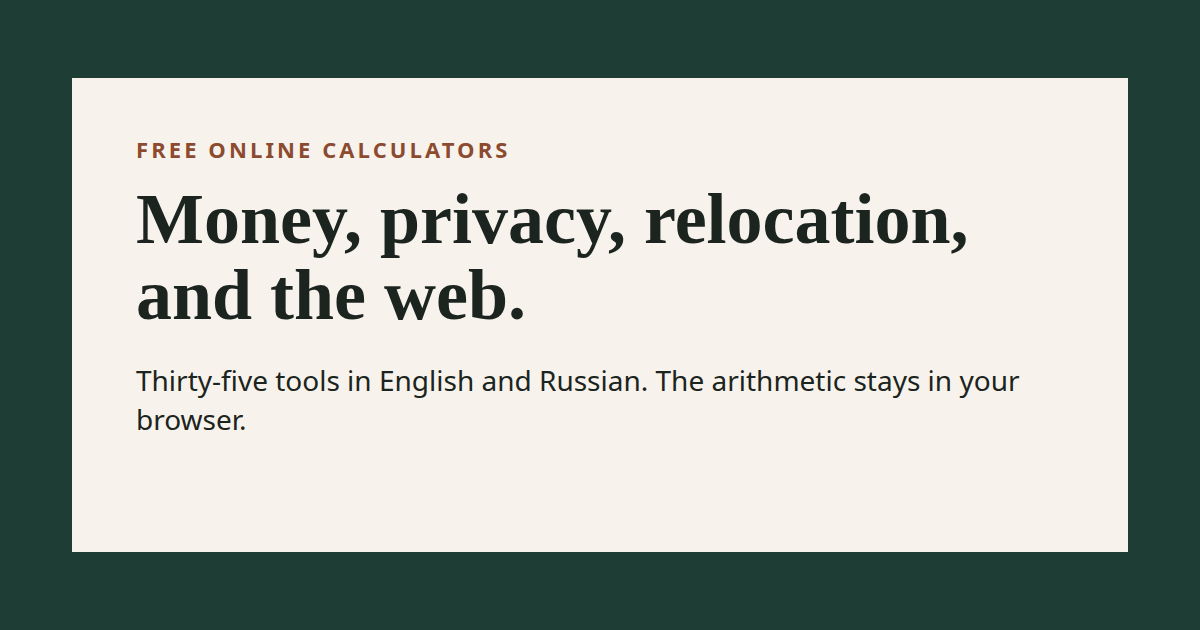 FREE ONLINE CALCULATORS
Money, privacy, relocation,
and the web.
Thirty-five tools in English and Russian. The arithmetic stays in your
browser.